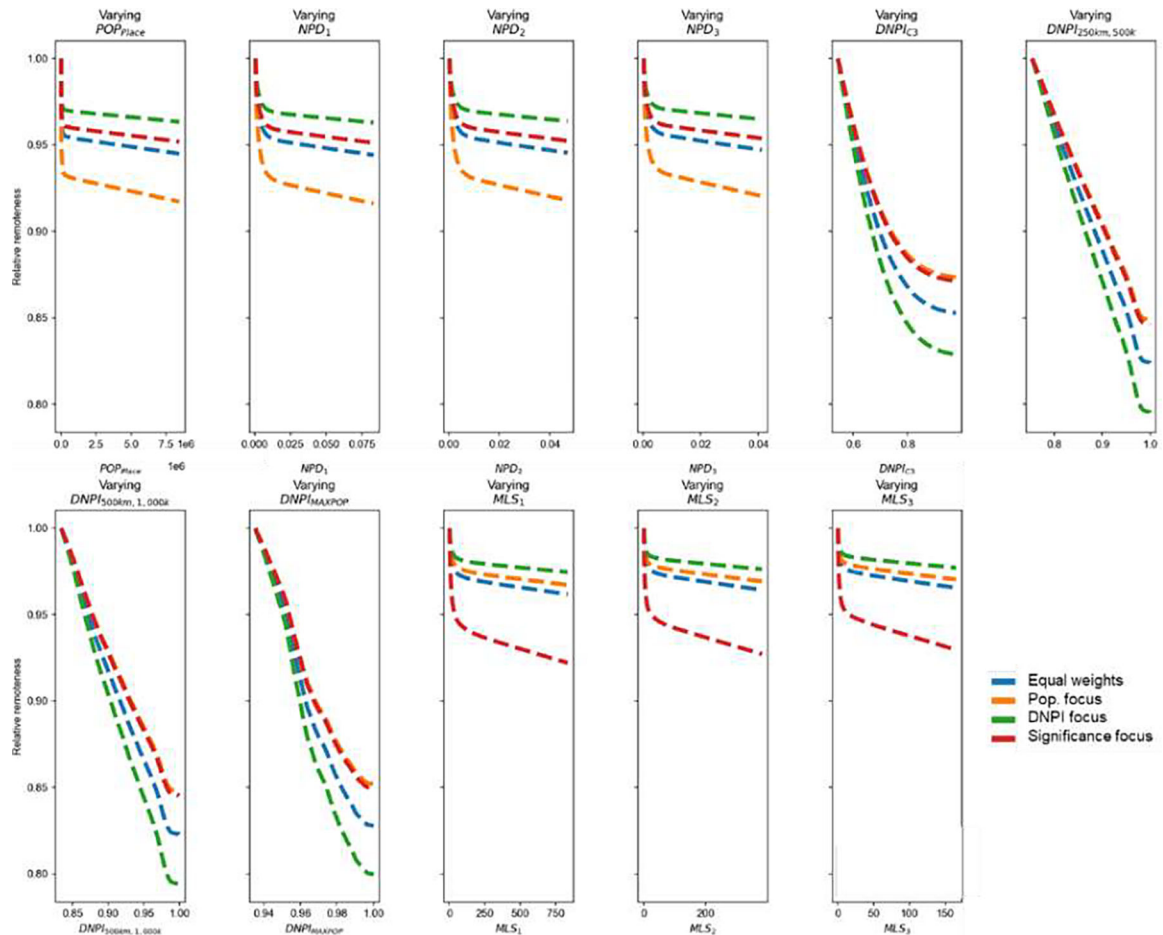 Varying Varying Varying Varying Varying Varying
POP_Place NPD_1 NPD_2 NPD_3 DNPI_C3 DNPI_250km, 500k
1.00
0.95
0.90
0.85
0.80
Relative remoteness
0.0 2.5 5.0 7.5 1e6 0.000 0.025 0.050 0.075 0.00 0.02 0.04 0.00 0.02 0.04 0.6 0.8 0.8 0.9 1.0
POP_Place 1e6 NPD_1 NPD_2 NPD_3 DNPI_C3
Varying Varying Varying Varying Varying
DNPI_500km, 1, 000k DNPI_MAXPOP MLS_1 MLS_2 MLS_3
1.00
0.95
0.90
0.85
0.80
Relative remoteness
0.85 0.90 0.95 1.00 0.94 0.96 0.98 1.00 0 250 500 750 0 200 0 50 100 150
DNPI_500km, 1, 000k DNPI_MAXPOP MLS_1 MLS_2 MLS_3
Equal weights
Pop. focus
DNPI focus
Significance focus